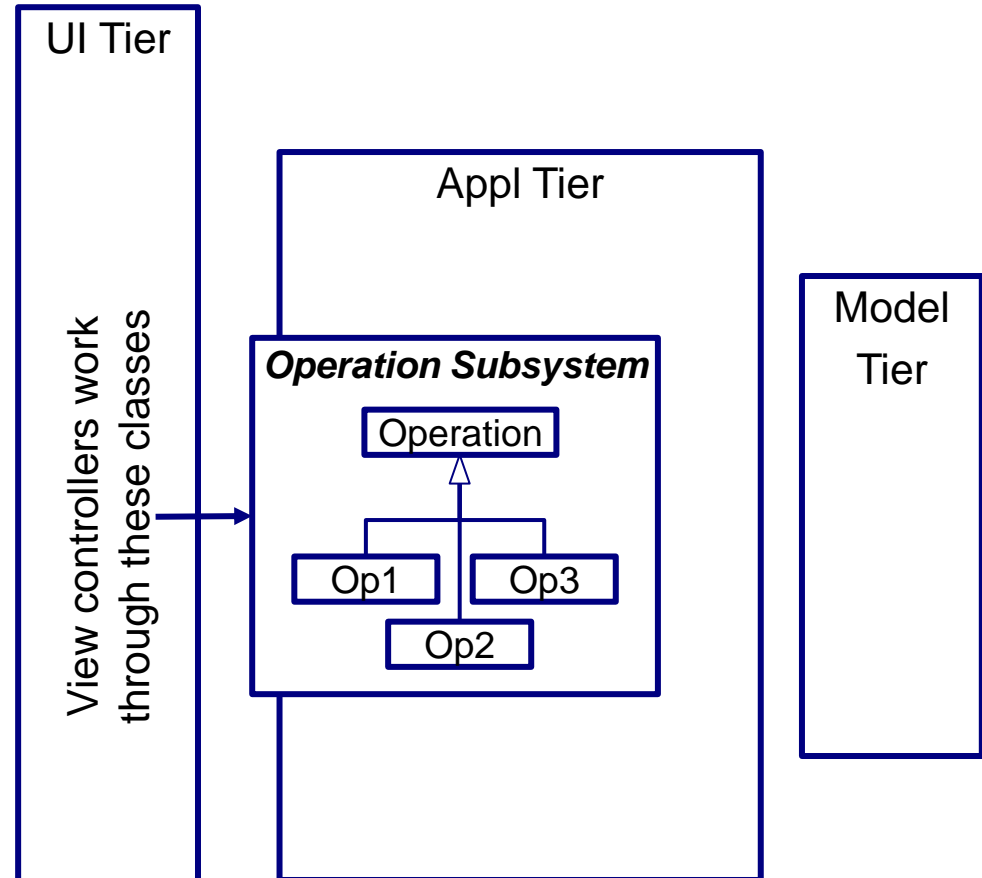 UI Tier
View controllers work
through these classes
Appl Tier
Operation Subsystem
Operation
Op1
Op3
Op2
Model
Tier